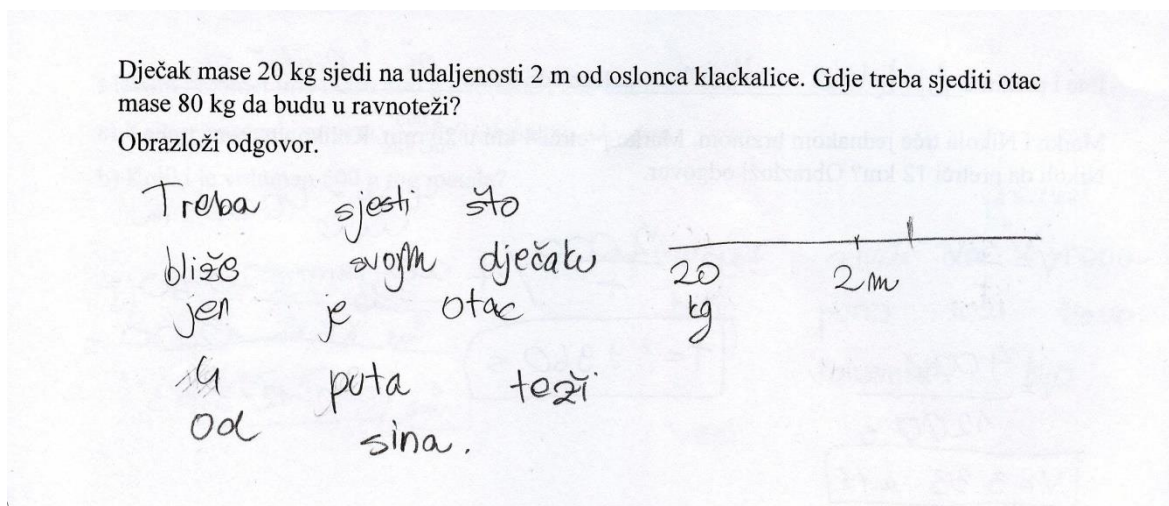 Dječak mase 20 kg sjedi na udaljenosti 2 m od oslonca klackalice. Gdje treba sjediti otac
mase 80 kg da budu u ravnoteži?
Obrazloži odgovor.
Treba sjesti što
bliže svojm dječaku
jer je otac
4 puta teži
od sina.
20 2m
kg